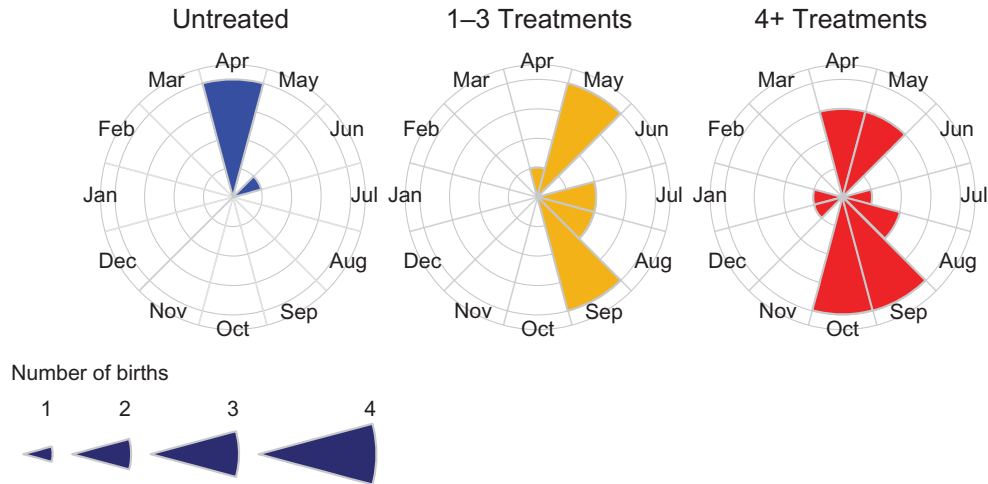 Untreated
Apr
Mar May
Feb Jun
Jan Jul
Dec Aug
Nov Sep
Oct
1–3 Treatments
Apr
Mar May
Feb Jun
Jan Jul
Dec Aug
Nov Sep
Oct
4+ Treatments
Apr
Mar May
Feb Jun
Jan Jul
Dec Aug
Nov Sep
Oct
Number of births
1 2 3 4